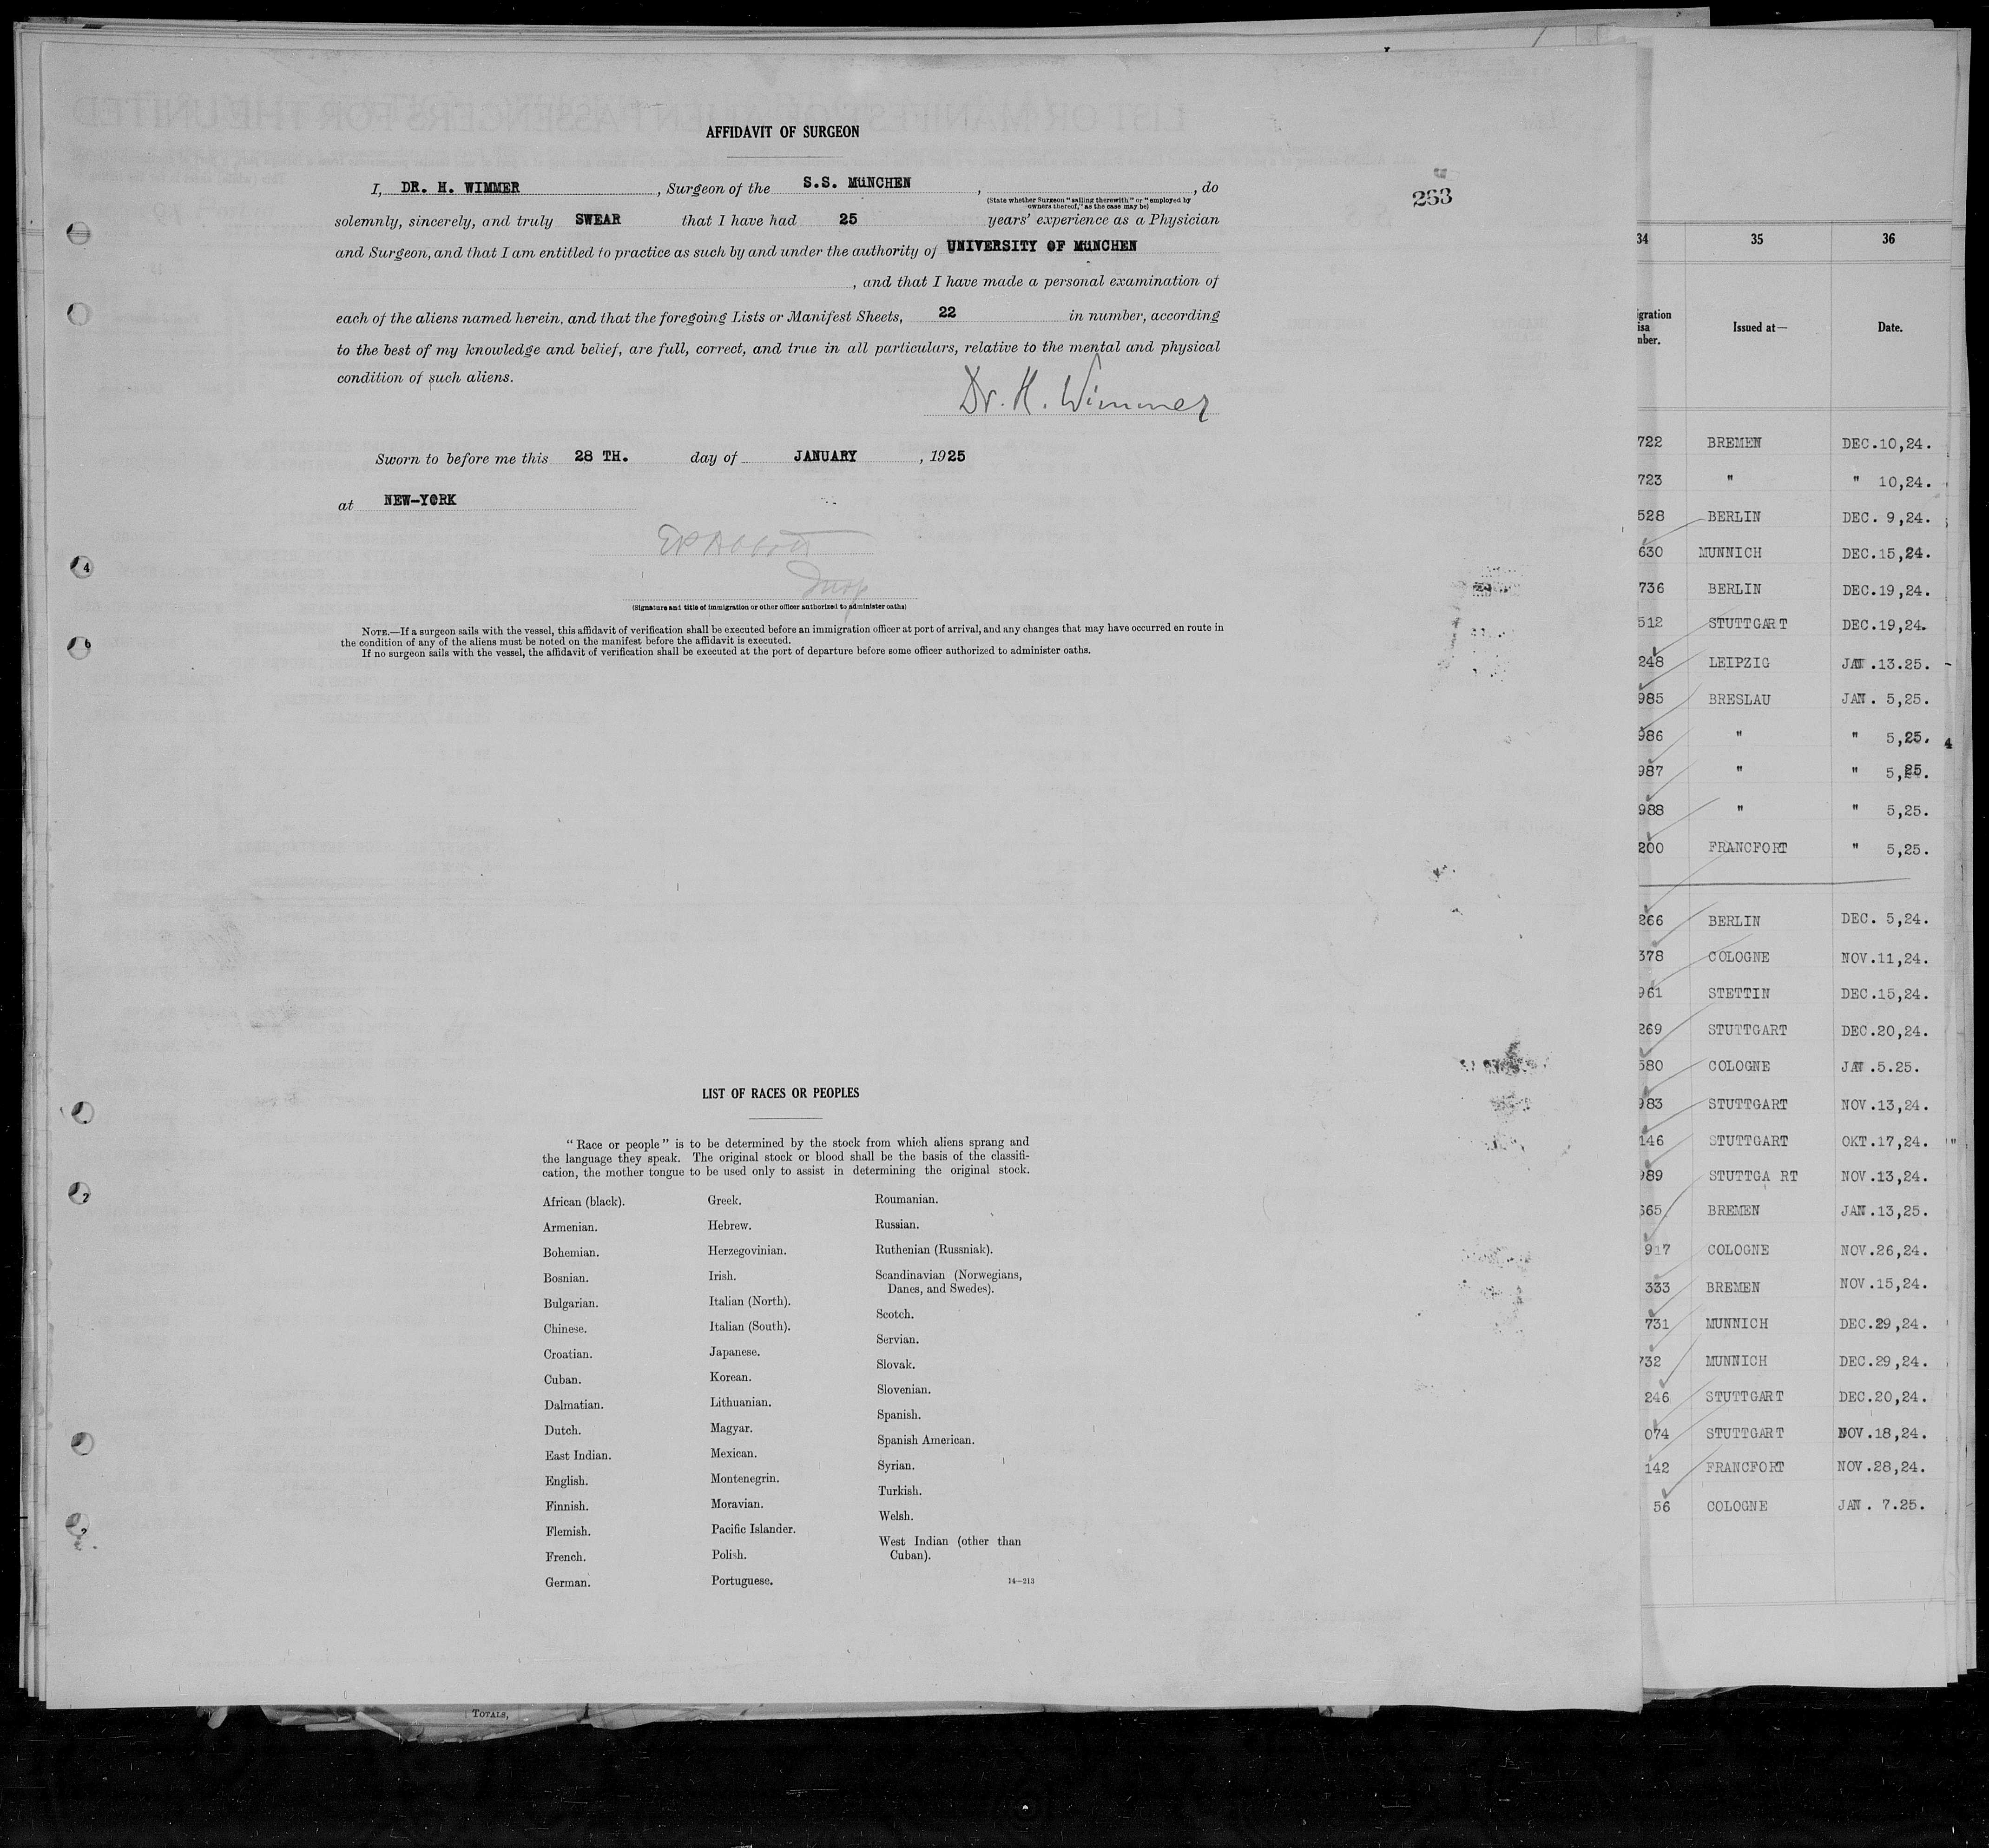 AFFIDAVIT OF SURGEON
I, DR. H. WIMMER , Surgeon of the S.S. MüNCHEN , , do
(State whether Surgeon "sailing therewith" or "employed by
owners thereof," as the case may be)
263
solemnly, sincerely, and truly SWEAR that I have had 25 years' experience as a Physician
and Surgeon, and that I am entitled to practice as such by and under the authority of UNIVERSITY OF MüNCHEN
, and that I have made a personal examination of
each of the aliens named herein, and that the foregoing Lists or Manifest Sheets, 22 in number, according
to the best of my knowledge and belief, are full, correct, and true in all particulars, relative to the mental and physical
condition of such aliens.
Dr. H. Wimmer
Sworn to before me this 28 TH. day of JANUARY , 1925
at NEW-YORK
Insp
(Signature and title of immigration or other officer authorized to administer oaths)
NOTE.—If a surgeon sails with the vessel, this affidavit of verification shall be executed before an immigration officer at port of arrival, and any changes that may have occurred en route in
the condition of any of the aliens must be noted on the manifest before the affidavit is executed.
If no surgeon sails with the vessel, the affidavit of verification shall be executed at the port of departure before some officer authorized to administer oaths.
LIST OF RACES OR PEOPLES
"Race or people" is to be determined by the stock from which aliens sprang and
the language they speak. The original stock or blood shall be the basis of the classifi-
cation, the mother tongue to be used only to assist in determining the original stock.
African (black).
Armenian.
Bohemian.
Bosnian.
Bulgarian.
Chinese.
Croatian.
Cuban.
Dalmatian.
Dutch.
East Indian.
English.
Finnish.
Flemish.
French.
German.
Greek.
Hebrew.
Herzegovinian.
Irish.
Italian (North).
Italian (South).
Japanese.
Korean.
Lithuanian.
Magyar.
Mexican.
Montenegrin.
Moravian.
Pacific Islander.
Polish.
Portuguese.
Roumanian.
Russian.
Ruthenian (Russniak).
Scandinavian (Norwegians,
Danes, and Swedes).
Scotch.
Servian.
Slovak.
Slovenian.
Spanish.
Spanish American.
Syrian.
Turkish.
Welsh.
West Indian (other than
Cuban).
14—213
TOTALS,
34 35 36
gration
isa
nber.
Issued at—
Date.
722 BREMEN DEC.10,24.
723 " " 10,24.
528 BERLIN DEC. 9,24.
630 MUNNICH DEC.15,24.
736 BERLIN DEC.19,24.
512 STUTTGART DEC.19,24.
248 LEIPZIG JAN.13.25.
985 BRESLAU JAN. 5,25.
986 " " 5,25.
987 " " 5,25.
988 " " 5,25.
200 FRANCFORT " 5,25.
266 BERLIN DEC. 5,24.
378 COLOGNE NOV.11,24.
961 STETTIN DEC.15,24.
269 STUTTGART DEC.20,24.
580 COLOGNE JAN.5.25.
983 STUTTGART NOV.13,24.
146 STUTTGART OKT.17,24.
989 STUTTGA RT NOV.13,24.
665 BREMEN JAN.13,25.
917 COLOGNE NOV.26,24.
333 BREMEN NOV.15,24.
731 MUNNICH DEC.29,24.
732 MUNNICH DEC.29,24.
246 STUTTGART DEC.20,24.
074 STUTTGART NOV.18,24.
142 FRANCFORT NOV.28,24.
56 COLOGNE JAN. 7.25.